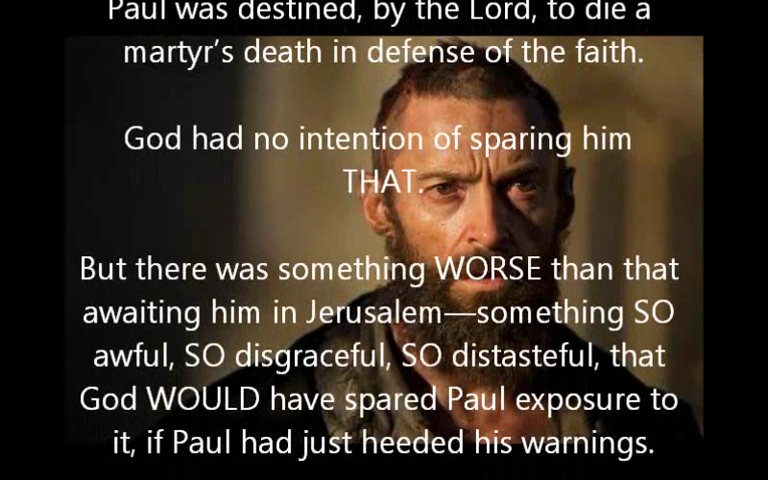 Paul was destined, by the Lord, to die a
martyr's death in defense of the faith.
God had no intention of sparing him
THAT.
But there was something WORSE than that
awaiting him in Jerusalem—something SO
awful, SO disgraceful, SO distasteful, that
God WOULD have spared Paul exposure to
it, if Paul had just heeded his warnings.